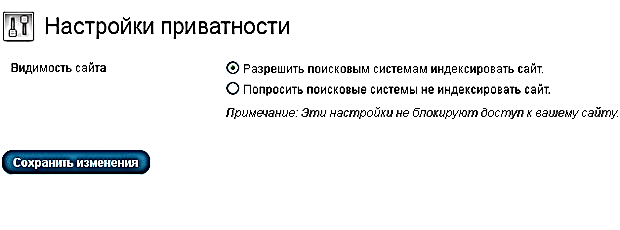 Настройки приватности
Видимость сайта
Разрешить поисковым системам индексировать сайт.
Попросить поисковые системы не индексировать сайт.
Примечание: Эти настройки не блокируют доступ к вашему сайту.
Сохранить изменения